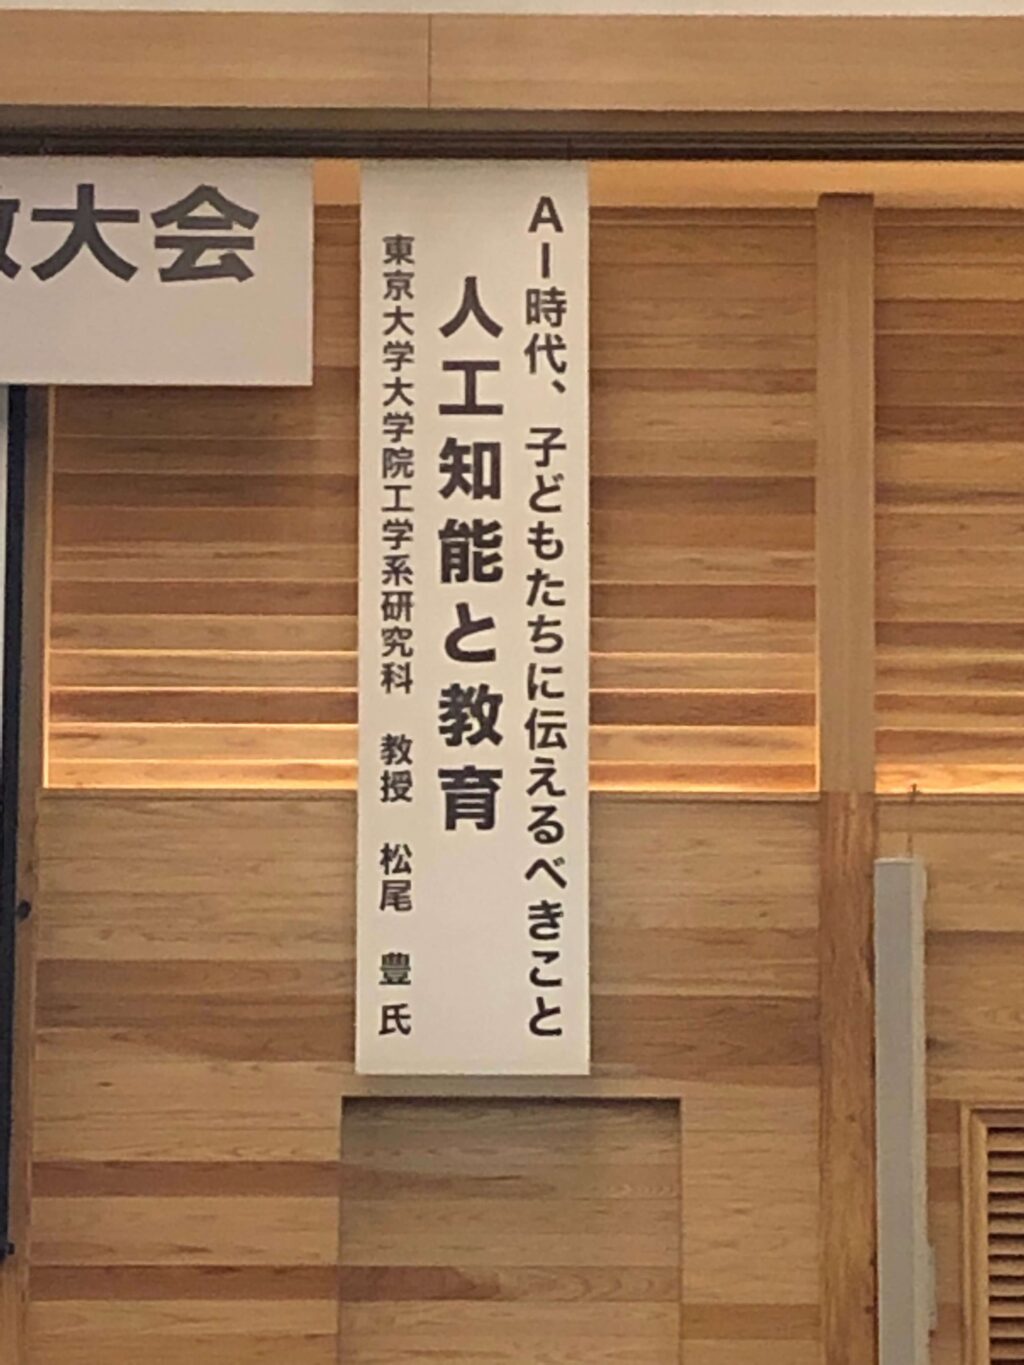 AI時代、子どもたちに伝えるべきこと
人工知能と教育
東京大学大学院工学系研究科　教授　松尾　豊 氏
大会